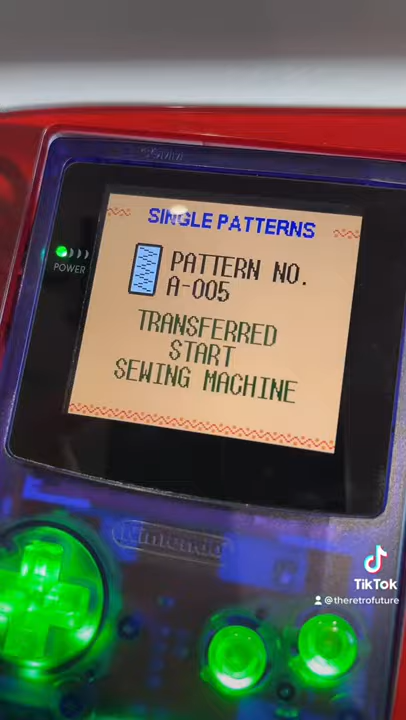 SINGLE PATTERNS
PATTERN NO.
A-005
TRANSFERRED
START
SEWING MACHINE
POWER
Nintendo
TikTok
@theretrofuture